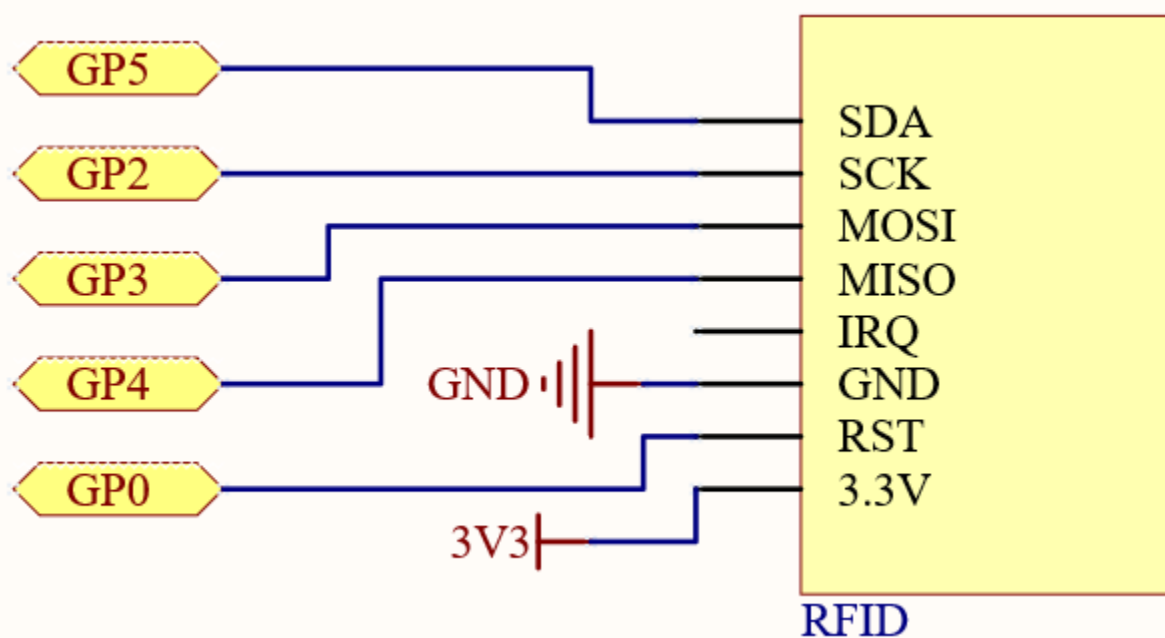 GP5
SDA
GP2
SCK
MOSI
GP3
MISO
IRQ
GP4
GND
GND
RST
GP0
3.3V
3V3
RFID